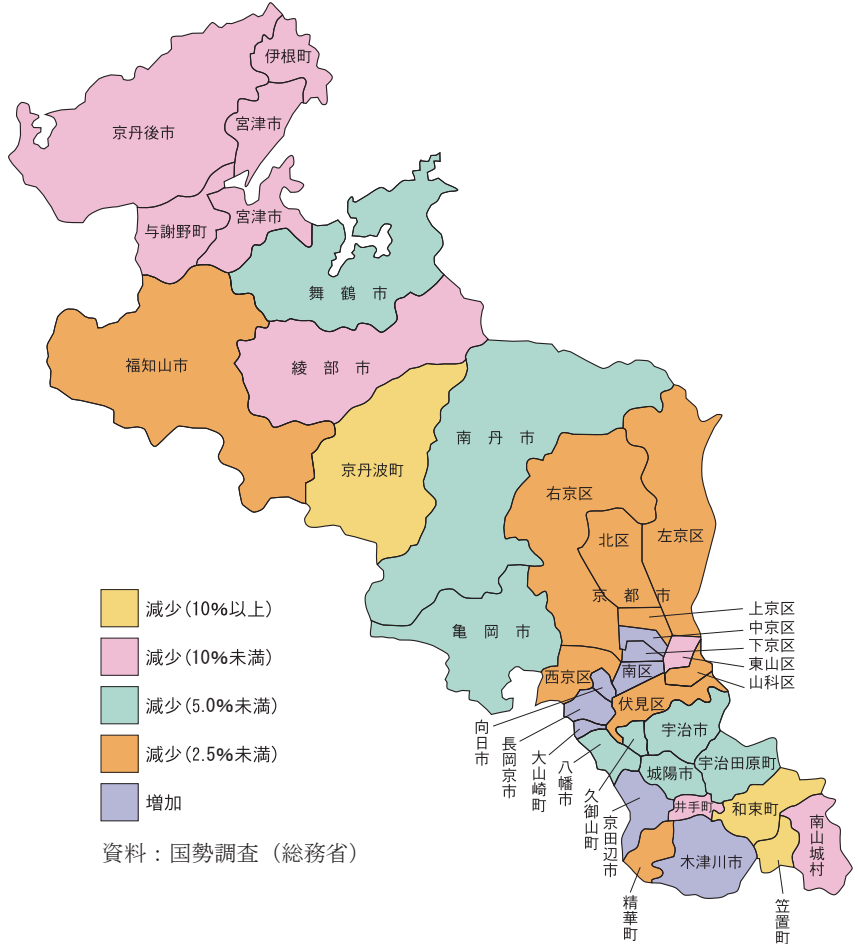 伊根町
宮津市
京丹後市
宮津市
与謝野町
舞鶴市
福知山市
綾部市
南丹市
京丹波町
右京区
左京区
北区
京都市
上京区
中京区
下京区
東山区
山科区
亀岡市
南区
西京区
伏見区
向日市
長岡京市
大山崎町
八幡市
久御山町
宇治市
城陽市
宇治田原町
井手町
和束町
京田辺市
木津川市
南山城村
精華町
笠置町
減少(10%以上)
減少(10%未満)
減少(5.0%未満)
減少(2.5%未満)
増加
資料：国勢調査（総務省）